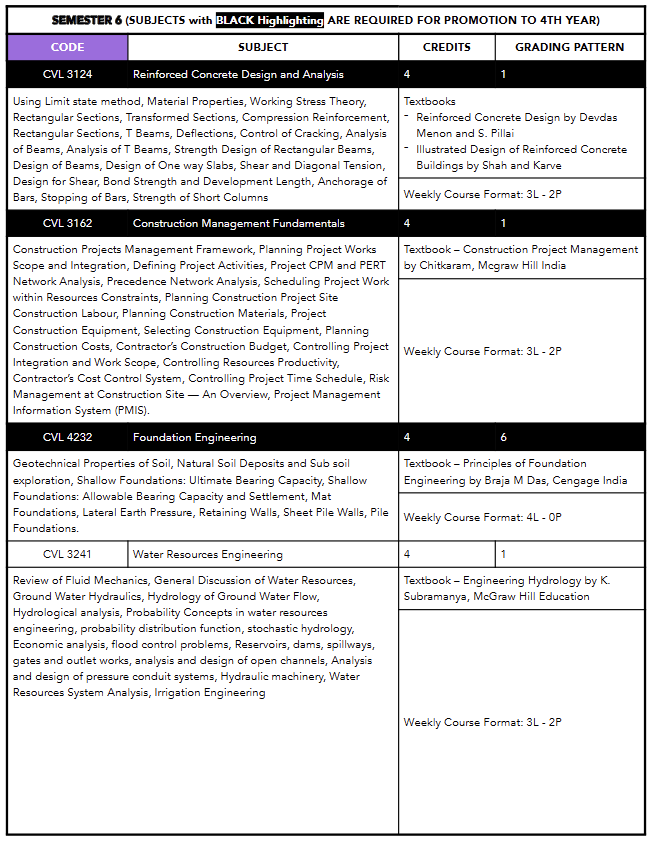 SEMESTER 6 (SUBJECTS with BLACK Highlighting ARE REQUIRED FOR PROMOTION TO 4TH YEAR)
CODE SUBJECT CREDITS GRADING PATTERN
CVL 3124 Reinforced Concrete Design and Analysis 4 1
Using Limit state method, Material Properties, Working Stress Theory,
Rectangular Sections, Transformed Sections, Compression Reinforcement,
Rectangular Sections, T Beams, Deflections, Control of Cracking, Analysis
of Beams, Analysis of T Beams, Strength Design of Rectangular Beams,
Design of Beams, Design of One way Slabs, Shear and Diagonal Tension,
Design for Shear, Bond Strength and Development Length, Anchorage of
Bars, Stopping of Bars, Strength of Short Columns
Textbooks
- Reinforced Concrete Design by Devdas
Menon and S. Pillai
- Illustrated Design of Reinforced Concrete
Buildings by Shah and Karve
Weekly Course Format: 3L - 2P
CVL 3162 Construction Management Fundamentals 4 1
Construction Projects Management Framework, Planning Project Works
Scope and Integration, Defining Project Activities, Project CPM and PERT
Network Analysis, Precedence Network Analysis, Scheduling Project Work
within Resources Constraints, Planning Construction Project Site
Construction Labour, Planning Construction Materials, Project
Construction Equipment, Selecting Construction Equipment, Planning
Construction Costs, Contractor's Construction Budget, Controlling Project
Integration and Work Scope, Controlling Resources Productivity,
Contractor's Cost Control System, Controlling Project Time Schedule, Risk
Management at Construction Site — An Overview, Project Management
Information System (PMIS).
Textbook – Construction Project Management
by Chitkaram, Mcgraw Hill India
Weekly Course Format: 3L - 2P
CVL 4232 Foundation Engineering 4 6
Geotechnical Properties of Soil, Natural Soil Deposits and Sub soil
exploration, Shallow Foundations: Ultimate Bearing Capacity, Shallow
Foundations: Allowable Bearing Capacity and Settlement, Mat
Foundations, Lateral Earth Pressure, Retaining Walls, Sheet Pile Walls, Pile
Foundations.
Textbook – Principles of Foundation
Engineering by Braja M Das, Cengage India
Weekly Course Format: 4L - 0P
CVL 3241 Water Resources Engineering 4 1
Review of Fluid Mechanics, General Discussion of Water Resources,
Ground Water Hydraulics, Hydrology of Ground Water Flow,
Hydrological analysis, Probability Concepts in water resources
engineering, probability distribution function, stochastic hydrology,
Economic analysis, flood control problems, Reservoirs, dams, spillways,
gates and outlet works, analysis and design of open channels, Analysis
and design of pressure conduit systems, Hydraulic machinery, Water
Resources System Analysis, Irrigation Engineering
Textbook – Engineering Hydrology by K.
Subramanya, McGraw Hill Education
Weekly Course Format: 3L - 2P